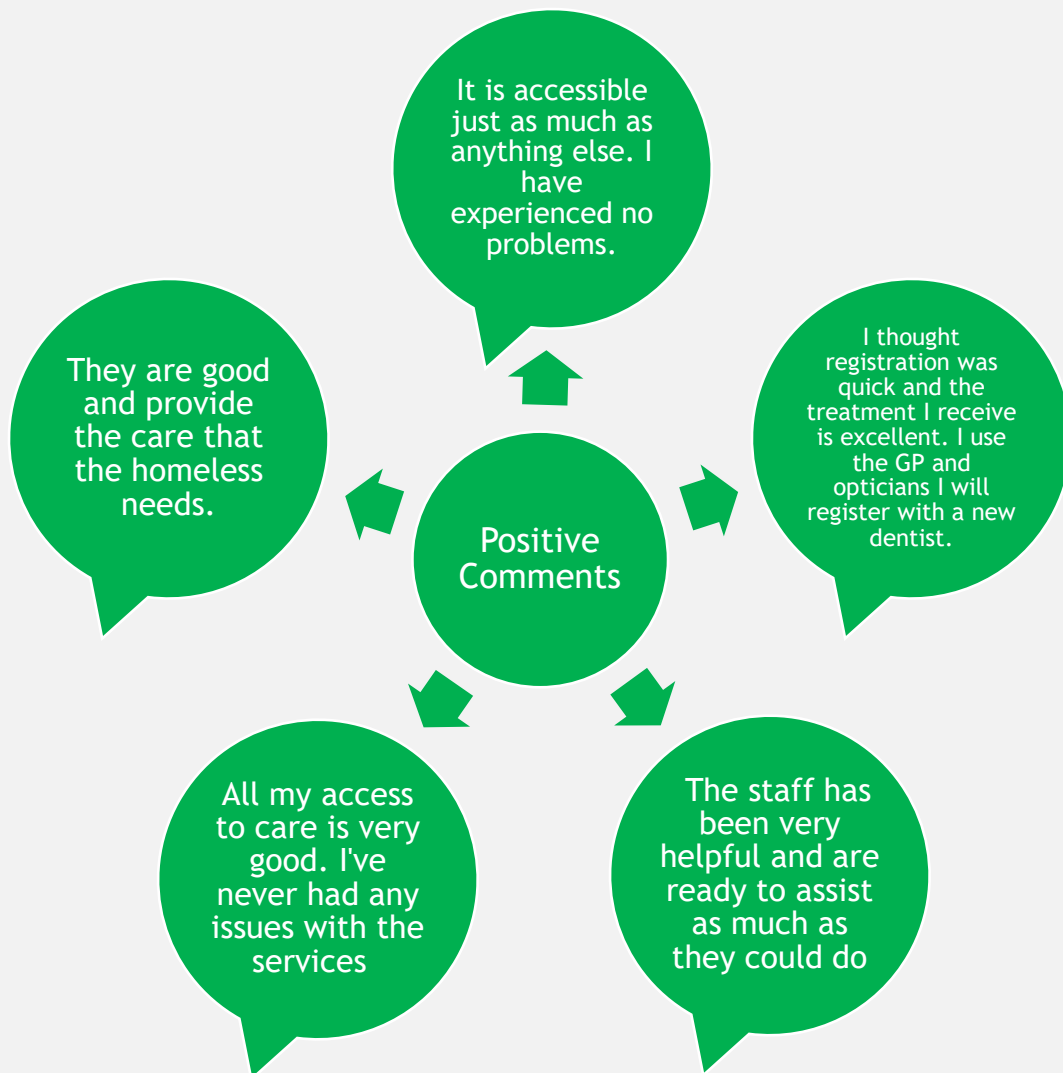 It is accessible
just as much as
anything else. I
have
experienced no
problems.
I thought
registration was
quick and the
treatment I receive
is excellent. I use
the GP and
opticians I will
register with a new
dentist.
The staff has
been very
helpful and are
ready to assist
as much as
they could do
All my access
to care is very
good. I've
never had any
issues with the
services
They are good
and provide
the care that
the homeless
needs.
Positive
Comments